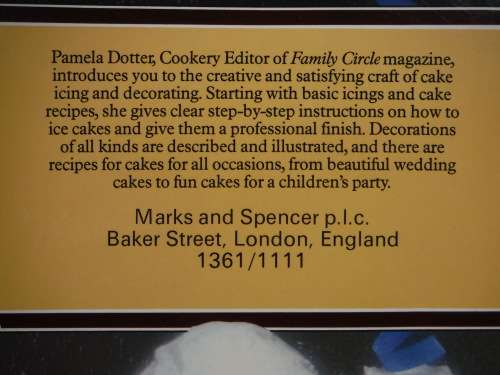 Pamela Dotter, Cookery Editor of Family Circle magazine,
introduces you to the creative and satisfying craft of cake
icing and decorating. Starting with basic icings and cake
recipes, she gives clear step-by-step instructions on how to
ice cakes and give them a professional finish. Decorations
of all kinds are described and illustrated, and there are
recipes for cakes for all occasions, from beautiful wedding
cakes to fun cakes for a children's party.
Marks and Spencer p.l.c.
Baker Street, London, England
1361/1111